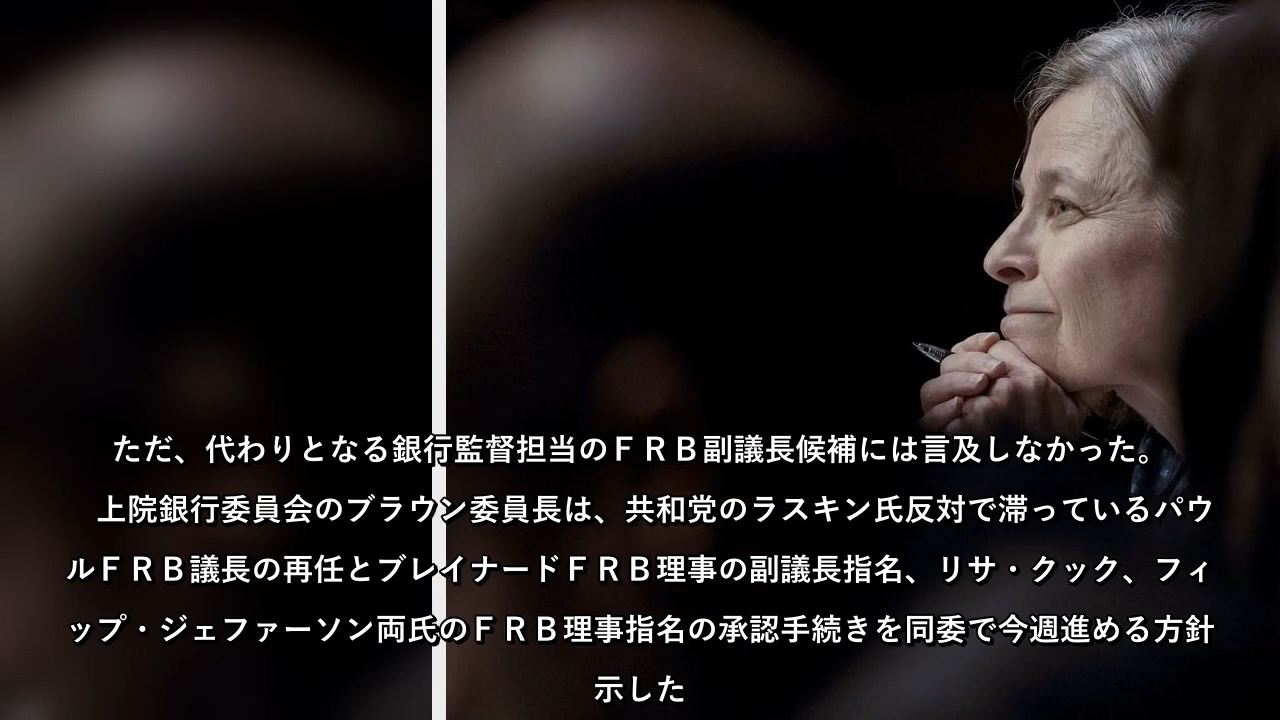 ただ、代わりとなる銀行監督担当のＦＲＢ副議長候補には言及しなかった。
上院銀行委員会のブラウン委員長は、共和党のラスキン氏反対で滞っているパウ
ルＦＲＢ議長の再任とブレイナードＦＲＢ理事の副議長指名、リサ・クック、フィ
ップ・ジェファーソン両氏のＦＲＢ理事指名の承認手続きを同委で今週進める方針
示した